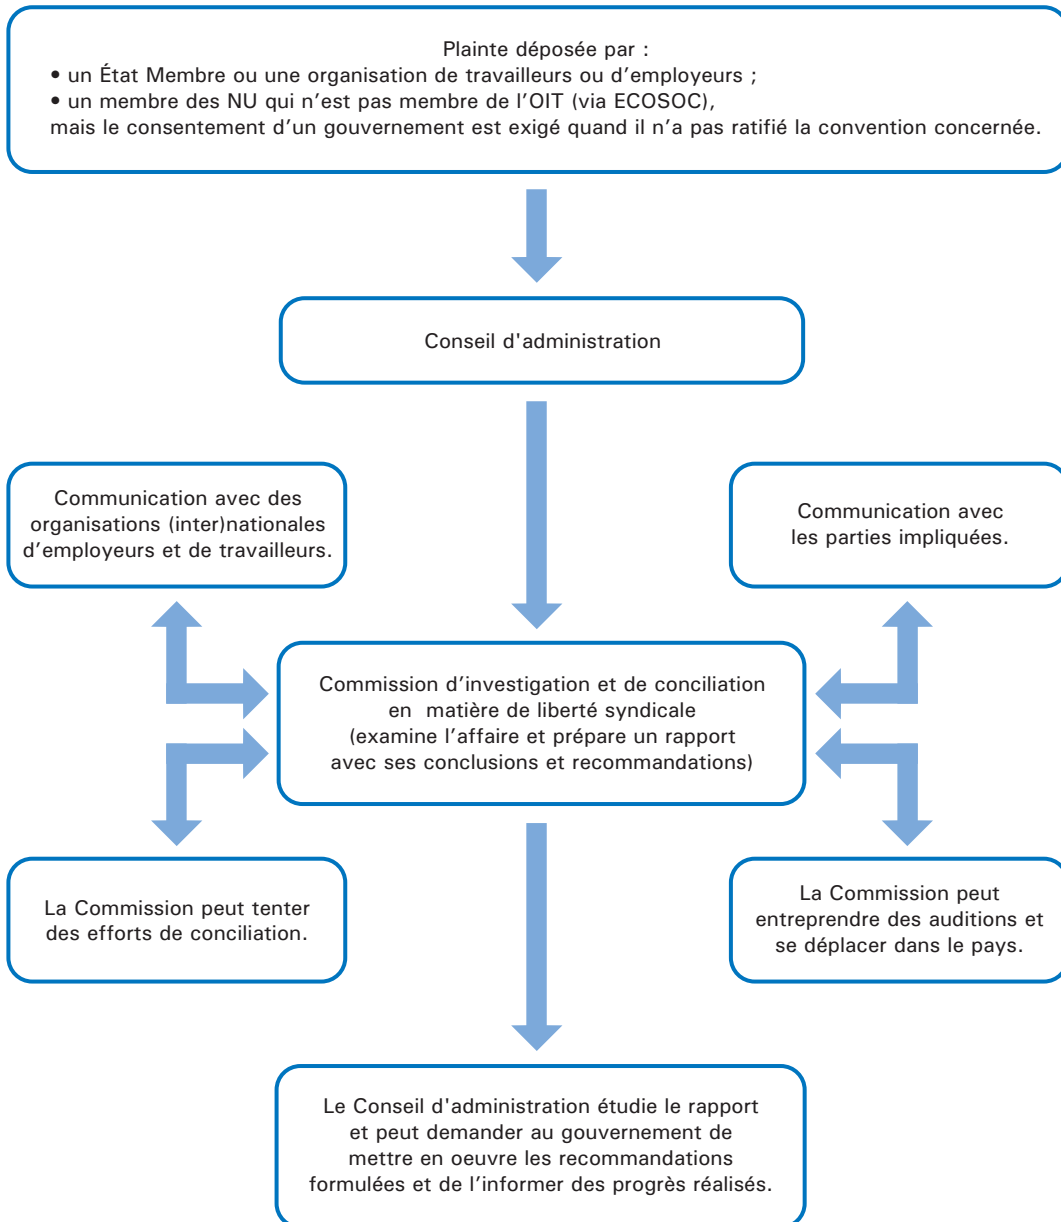 Plainte déposée par :
• un État Membre ou une organisation de travailleurs ou d’employeurs ;
• un membre des NU qui n’est pas membre de l’OIT (via ECOSOC),
mais le consentement d’un gouvernement est exigé quand il n’a pas ratifié la convention concernée.
Conseil d'administration
Communication avec des
organisations (inter)nationales
d’employeurs et de travailleurs.
Communication avec
les parties impliquées.
Commission d’investigation et de conciliation
en matière de liberté syndicale
(examine l’affaire et prépare un rapport
avec ses conclusions et recommandations)
La Commission peut tenter
des efforts de conciliation.
La Commission peut
entreprendre des auditions et
se déplacer dans le pays.
Le Conseil d'administration étudie le rapport
et peut demander au gouvernement de
mettre en oeuvre les recommandations
formulées et de l’informer des progrès réalisés.